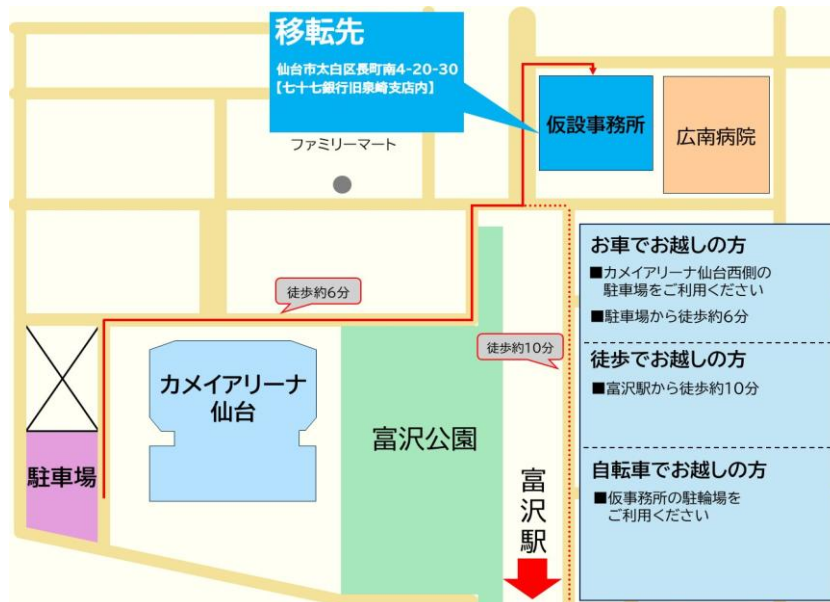 移転先
仙台市太白区長町南4-20-30
【七十七銀行旧泉崎支店内】
仮設事務所
広南病院
ファミリーマート
徒歩約6分
徒歩約10分
カメイアリーナ
仙台
富沢公園
駐車場
富沢駅
お車でお越しの方
■カメイアリーナ仙台西側の
駐車場をご利用ください
■駐車場から徒歩約6分
徒歩でお越しの方
■富沢駅から徒歩約10分
自転車でお越しの方
■仮事務所の駐輪場を
ご利用ください